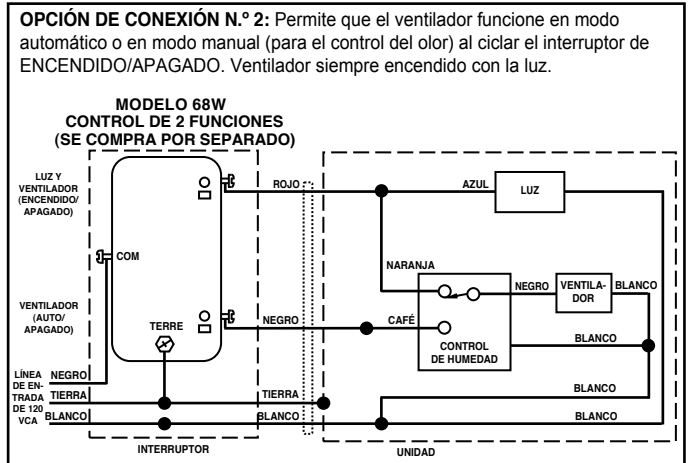 OPCIÓN DE CONEXIÓN N.º 2: Permite que el ventilador funcione en modo
automático o en modo manual (para el control del olor) al ciclar el interruptor de
ENCENDIDO/APAGADO. Ventilador siempre encendido con la luz.
MODELO 68W
CONTROL DE 2 FUNCIONES
(SE COMPRA POR SEPARADO)
LUZ Y
VENTILADOR
(ENCENDIDO/
APAGADO)
ROJO
AZUL
LUZ
COM
NARANJA
NEGRO
VENTILA-
DOR
BLANCO
VENTILADOR
(AUTO/
APAGADO)
TERRE
NEGRO
CAFÉ
CONTROL
DE HUMEDAD
BLANCO
LÍNEA
DE EN-
TRADA
DE 120
VCA
NEGRO
TIERRA
TIERRA
BLANCO
BLANCO
BLANCO
BLANCO
INTERRUPTOR
UNIDAD